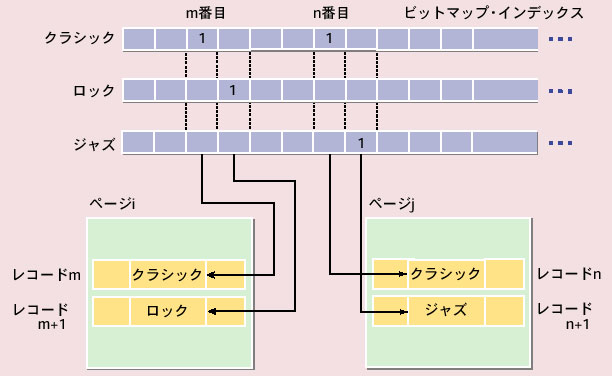 m番目
n番目
ビットマップ・インデックス
クラシック
1
1
ロック
1
ジャズ
1
ページi
ページj
レコードm
クラシック
クラシック
レコードn
レコード
m+1
ロック
ジャズ
レコード
n+1